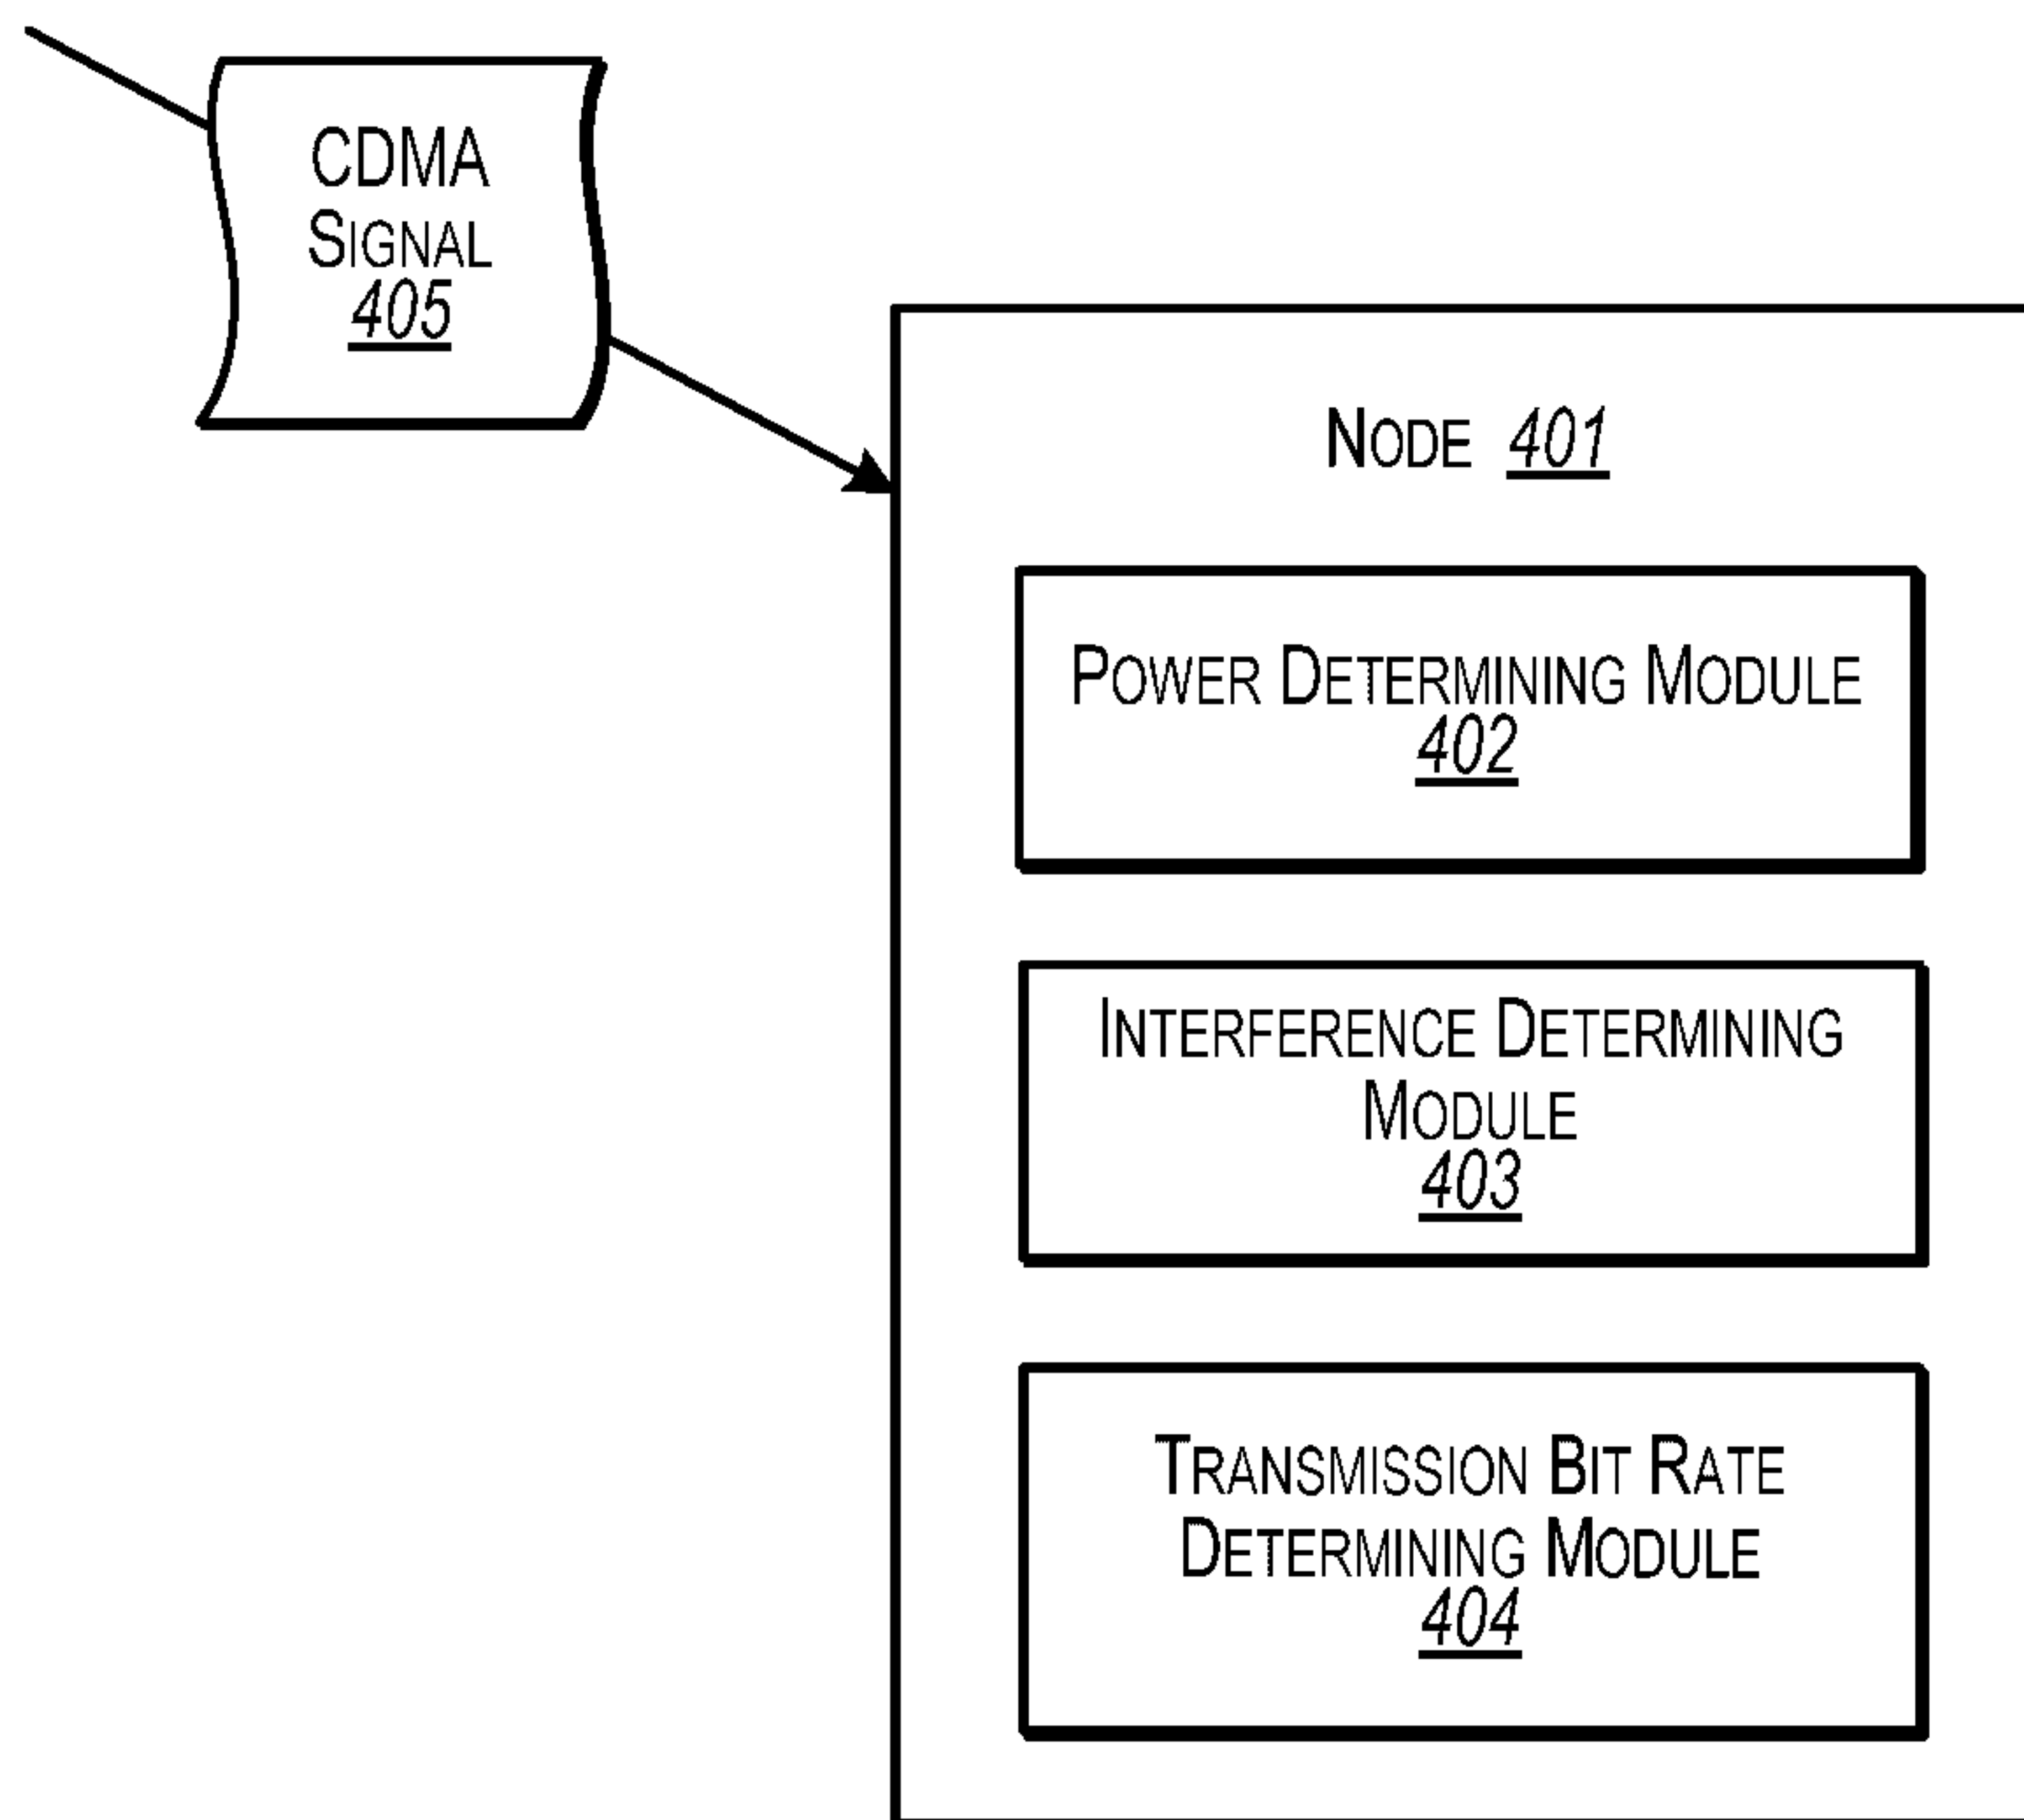 CDMA
SIGNAL
405
NODE 401
POWER DETERMINING MODULE
402
INTERFERENCE DETERMINING
MODULE
403
TRANSMISSION BIT RATE
DETERMINING MODULE
404